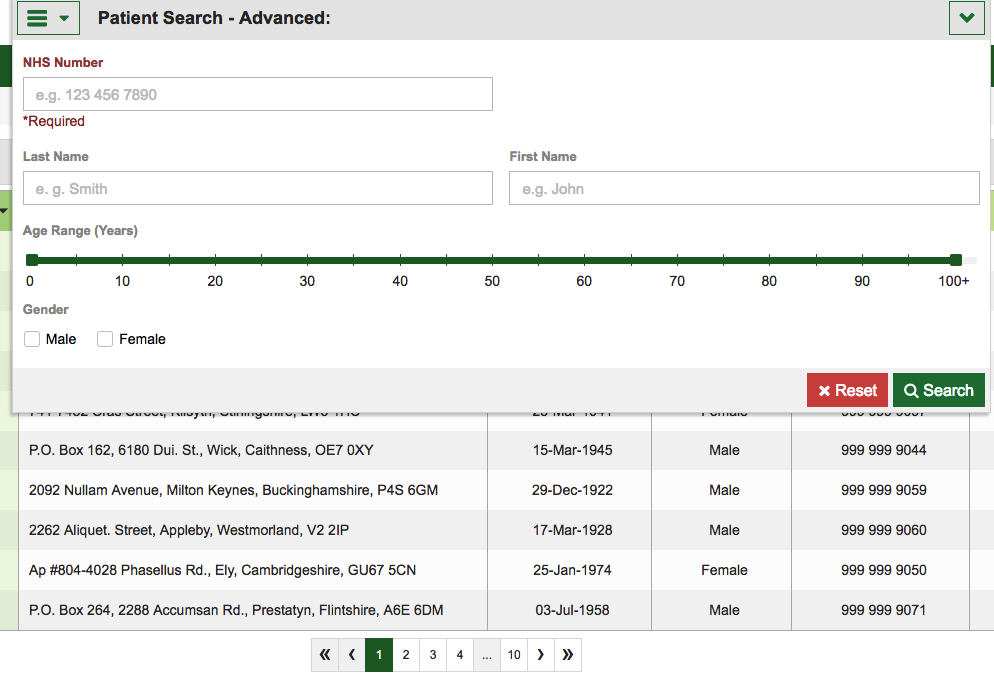 Patient Search - Advanced:
NHS Number
e.g. 123 456 7890
*Required
Last Name First Name
e. g. Smith e.g. John
Age Range (Years)
0 10 20 30 40 50 60 70 80 90 100+
Gender
Male Female
Reset Search
P.O. Box 162, 6180 Dui. St., Wick, Caithness, OE7 0XY 15-Mar-1945 Male 999 999 9044
2092 Nullam Avenue, Milton Keynes, Buckinghamshire, P4S 6GM 29-Dec-1922 Male 999 999 9059
2262 Aliquet. Street, Appleby, Westmorland, V2 2IP 17-Mar-1928 Male 999 999 9060
Ap #804-4028 Phasellus Rd., Ely, Cambridgeshire, GU67 5CN 25-Jan-1974 Female 999 999 9050
P.O. Box 264, 2288 Accumsan Rd., Prestatyn, Flintshire, A6E 6DM 03-Jul-1958 Male 999 999 9071
« ‹ 1 2 3 4 ... 10 › »